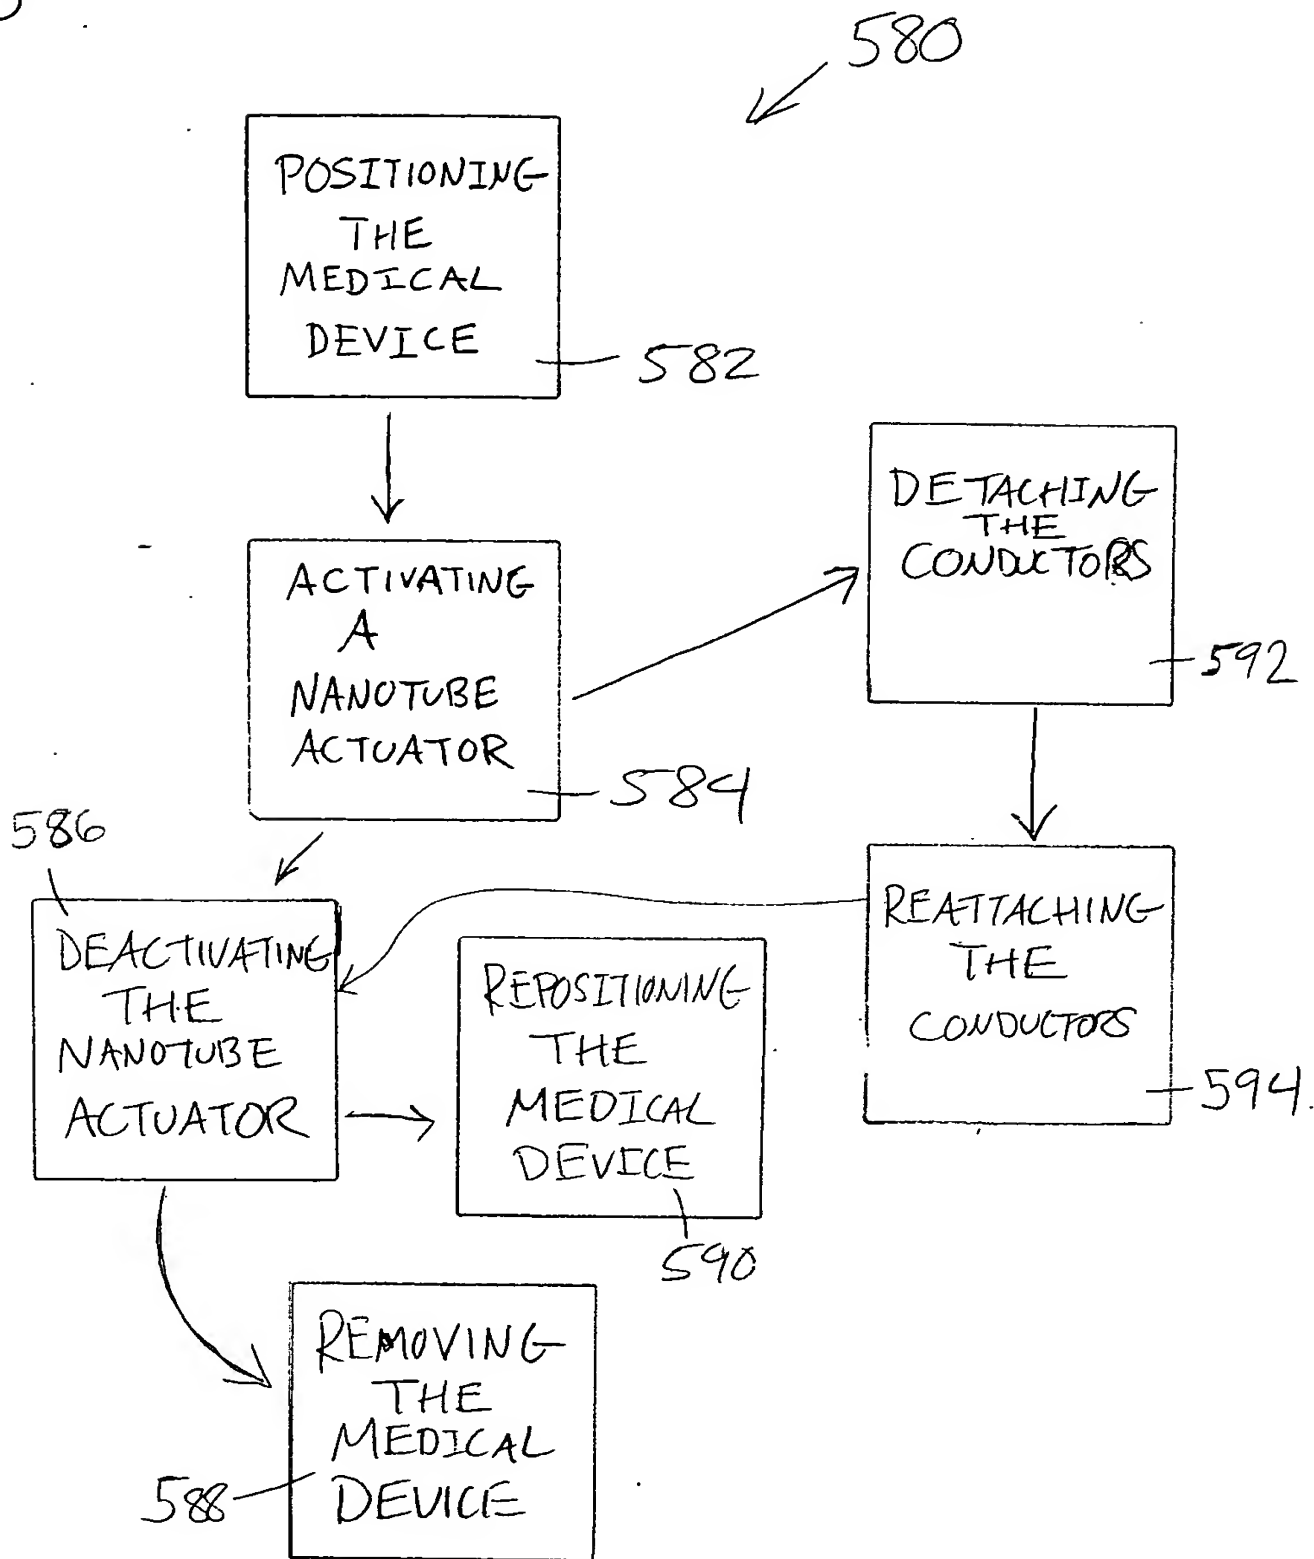 580
POSITIONING
THE
MEDICAL
DEVICE
582
ACTIVATING
A
NANOTUBE
ACTUATOR
584
DETACHING
THE
CONDUCTORS
592
586
DEACTIVATING
THE
NANOTUBE
ACTUATOR
REPOSITIONING
THE
MEDICAL
DEVICE
590
REATTACHING
THE
CONDUCTORS
594
REMOVING
THE
MEDICAL
DEVICE
588